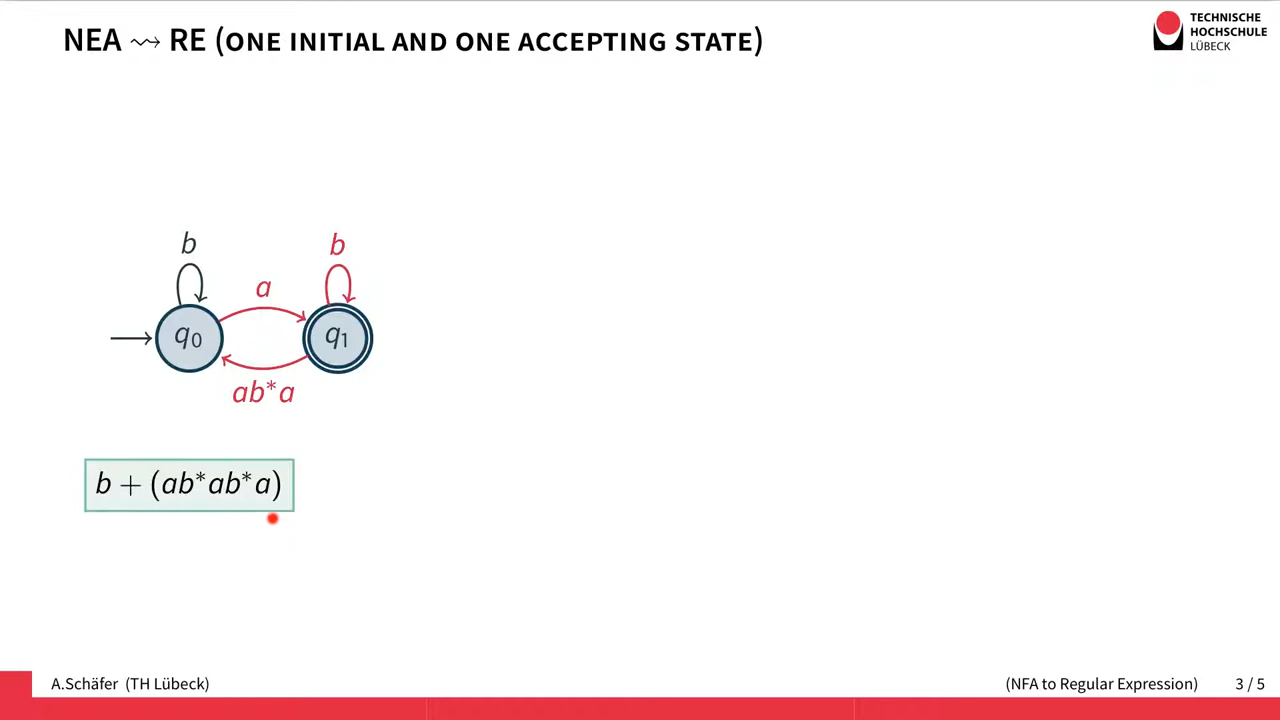 NEA ⇝ RE (ONE INITIAL AND ONE ACCEPTING STATE)
TECHNISCHE
HOCHSCHULE
LÜBECK
b
b
a
q₀
q₁
ab*a
b + (ab*ab*a)
A.Schäfer (TH Lübeck)
(NFA to Regular Expression)
3 / 5